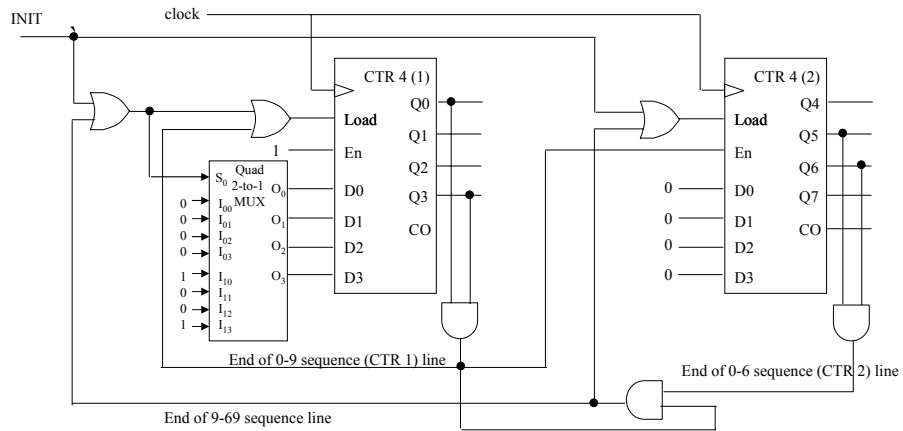 INIT
clock
CTR 4 (1)
Q0
Load
Q1
1
En
Q2
Quad
2-to-1
MUX
S0
O0
D0
Q3
0 I00
0 I01
O1
D1
CO
0 I02
0 I03
O2
D2
1 I10
O3
D3
0 I11
0 I12
1 I13
CTR 4 (2)
Q4
Load
Q5
En
Q6
0
D0
Q7
0
D1
CO
0
D2
0
D3
End of 0-9 sequence (CTR 1) line
End of 0-6 sequence (CTR 2) line
End of 9-69 sequence line